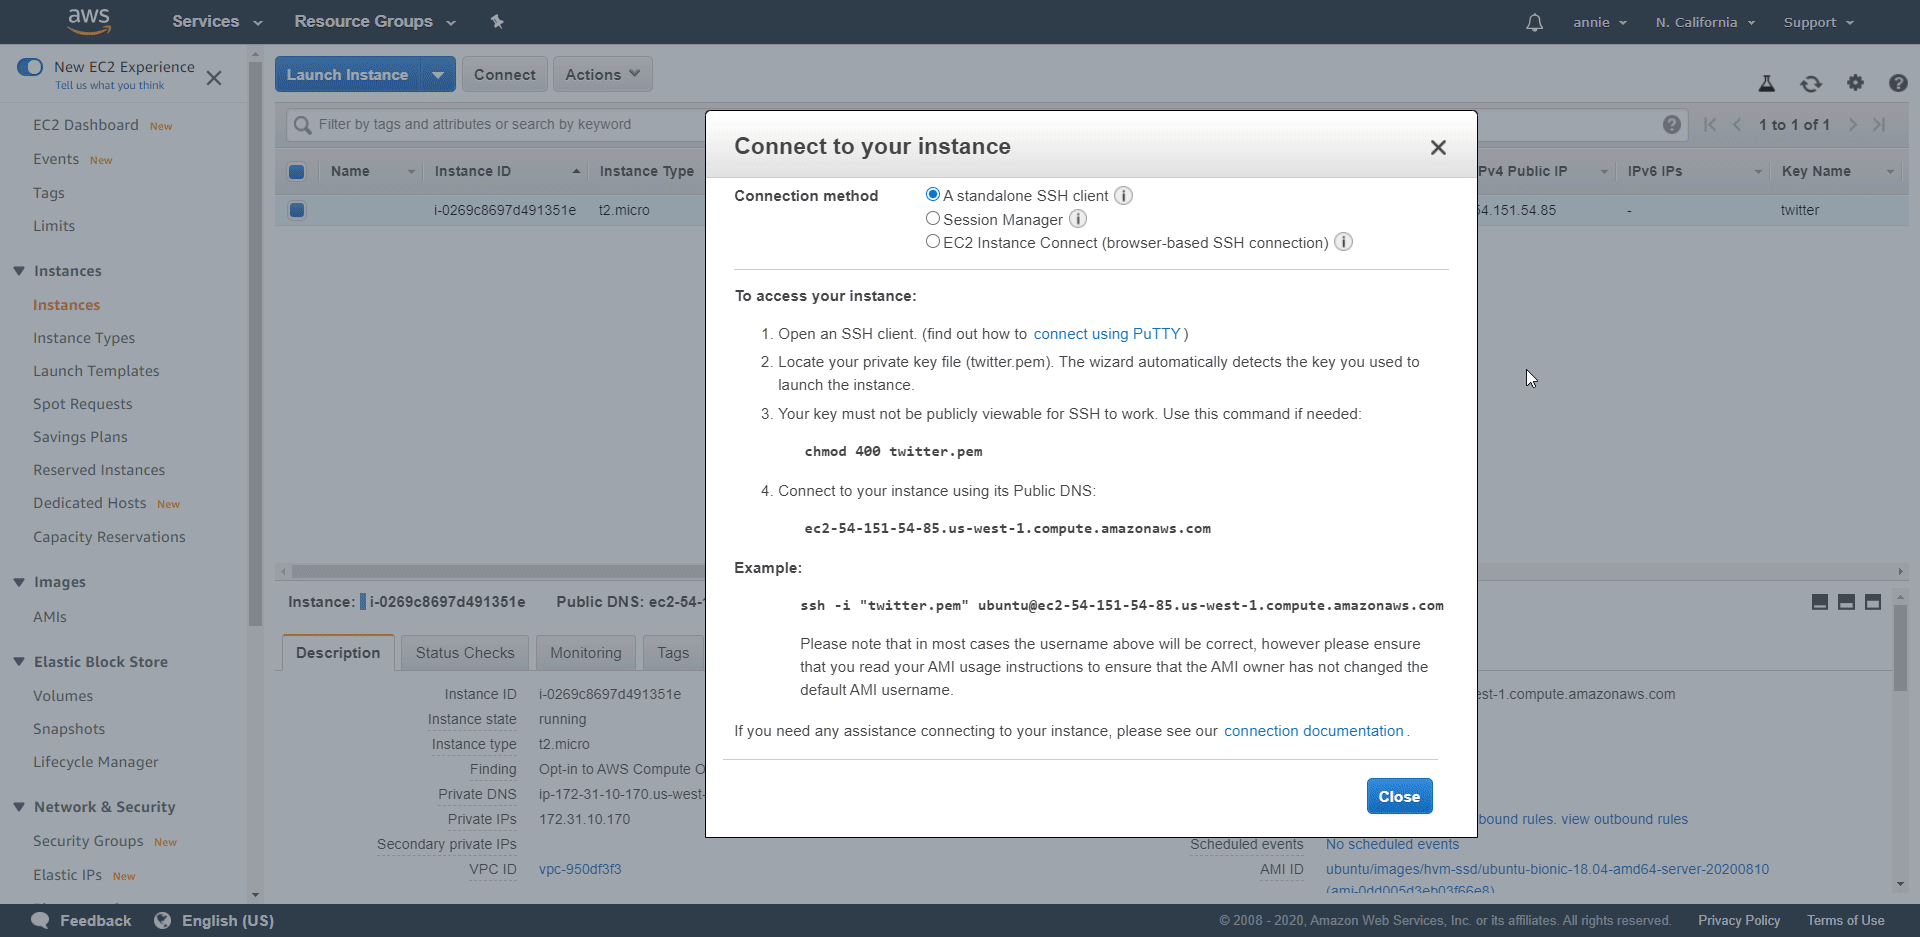 aws
Services
Resource Groups
annie
N. California
Support
New EC2 Experience
Tell us what you think
EC2 Dashboard New
Events New
Tags
Limits
Instances
Instances
Instance Types
Launch Templates
Spot Requests
Savings Plans
Reserved Instances
Dedicated Hosts New
Capacity Reservations
Images
AMIs
Elastic Block Store
Volumes
Snapshots
Lifecycle Manager
Network & Security
Security Groups New
Elastic IPs New
Launch Instance
Connect
Actions
Filter by tags and attributes or search by keyword
1 to 1 of 1
Name
Instance ID
Instance Type
Pv4 Public IP
IPv6 IPs
Key Name
i-0269c8697d491351e
t2.micro
54.151.54.85
-
twitter
Connect to your instance
Connection method
A standalone SSH client
Session Manager
EC2 Instance Connect (browser-based SSH connection)
To access your instance:
1. Open an SSH client. (find out how to connect using PuTTY)
2. Locate your private key file (twitter.pem). The wizard automatically detects the key you used to
launch the instance.
3. Your key must not be publicly viewable for SSH to work. Use this command if needed:
chmod 400 twitter.pem
4. Connect to your instance using its Public DNS:
ec2-54-151-54-85.us-west-1.compute.amazonaws.com
Example:
ssh -i "twitter.pem" ubuntu@ec2-54-151-54-85.us-west-1.compute.amazonaws.com
Please note that in most cases the username above will be correct, however please ensure
that you read your AMI usage instructions to ensure that the AMI owner has not changed the
default AMI username.
If you need any assistance connecting to your instance, please see our connection documentation.
Close
Instance: i-0269c8697d491351e
Public DNS: ec2-54-
Description
Status Checks
Monitoring
Tags
Instance ID i-0269c8697d491351e
Instance state running
Instance type t2.micro
Finding Opt-in to AWS Compute O
Private DNS ip-172-31-10-170.us-west-
Private IPs 172.31.10.170
Secondary private IPs
VPC ID vpc-950df3f3
est-1.compute.amazonaws.com
bound rules. view outbound rules
Scheduled events No scheduled events
AMI ID ubuntu/images/hvm-ssd/ubuntu-bionic-18.04-amd64-server-20200810
(ami-0dd005d3eb03f66e8)
Feedback
English (US)
© 2008 - 2020, Amazon Web Services, Inc. or its affiliates. All rights reserved.
Privacy Policy
Terms of Use